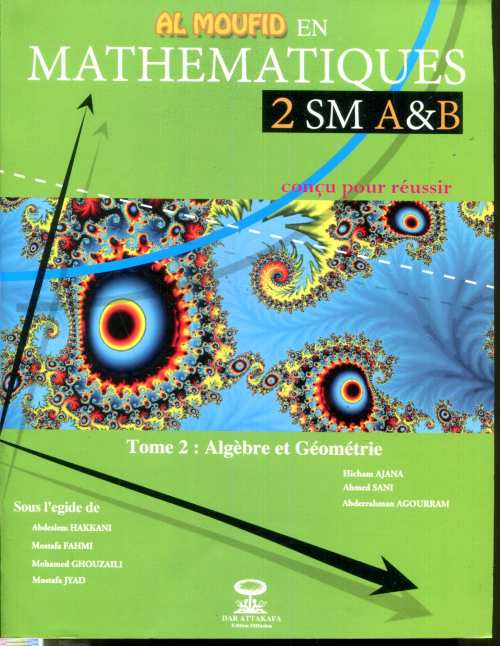 AL MOUFID EN
MATHEMATIQUES
2 SM A&B
conçu pour réussir
Tome 2 : Algèbre et Géométrie
Hicham AJANA
Ahmed SANI
Abderrahman AGOURRAM
Sous l'egide de
Abdeslem HAKKANI
Mostafa FAHMI
Mohamed GHOUZAILI
Mostafa JYAD
DAR ATTAKAFA
Edition Diffusion